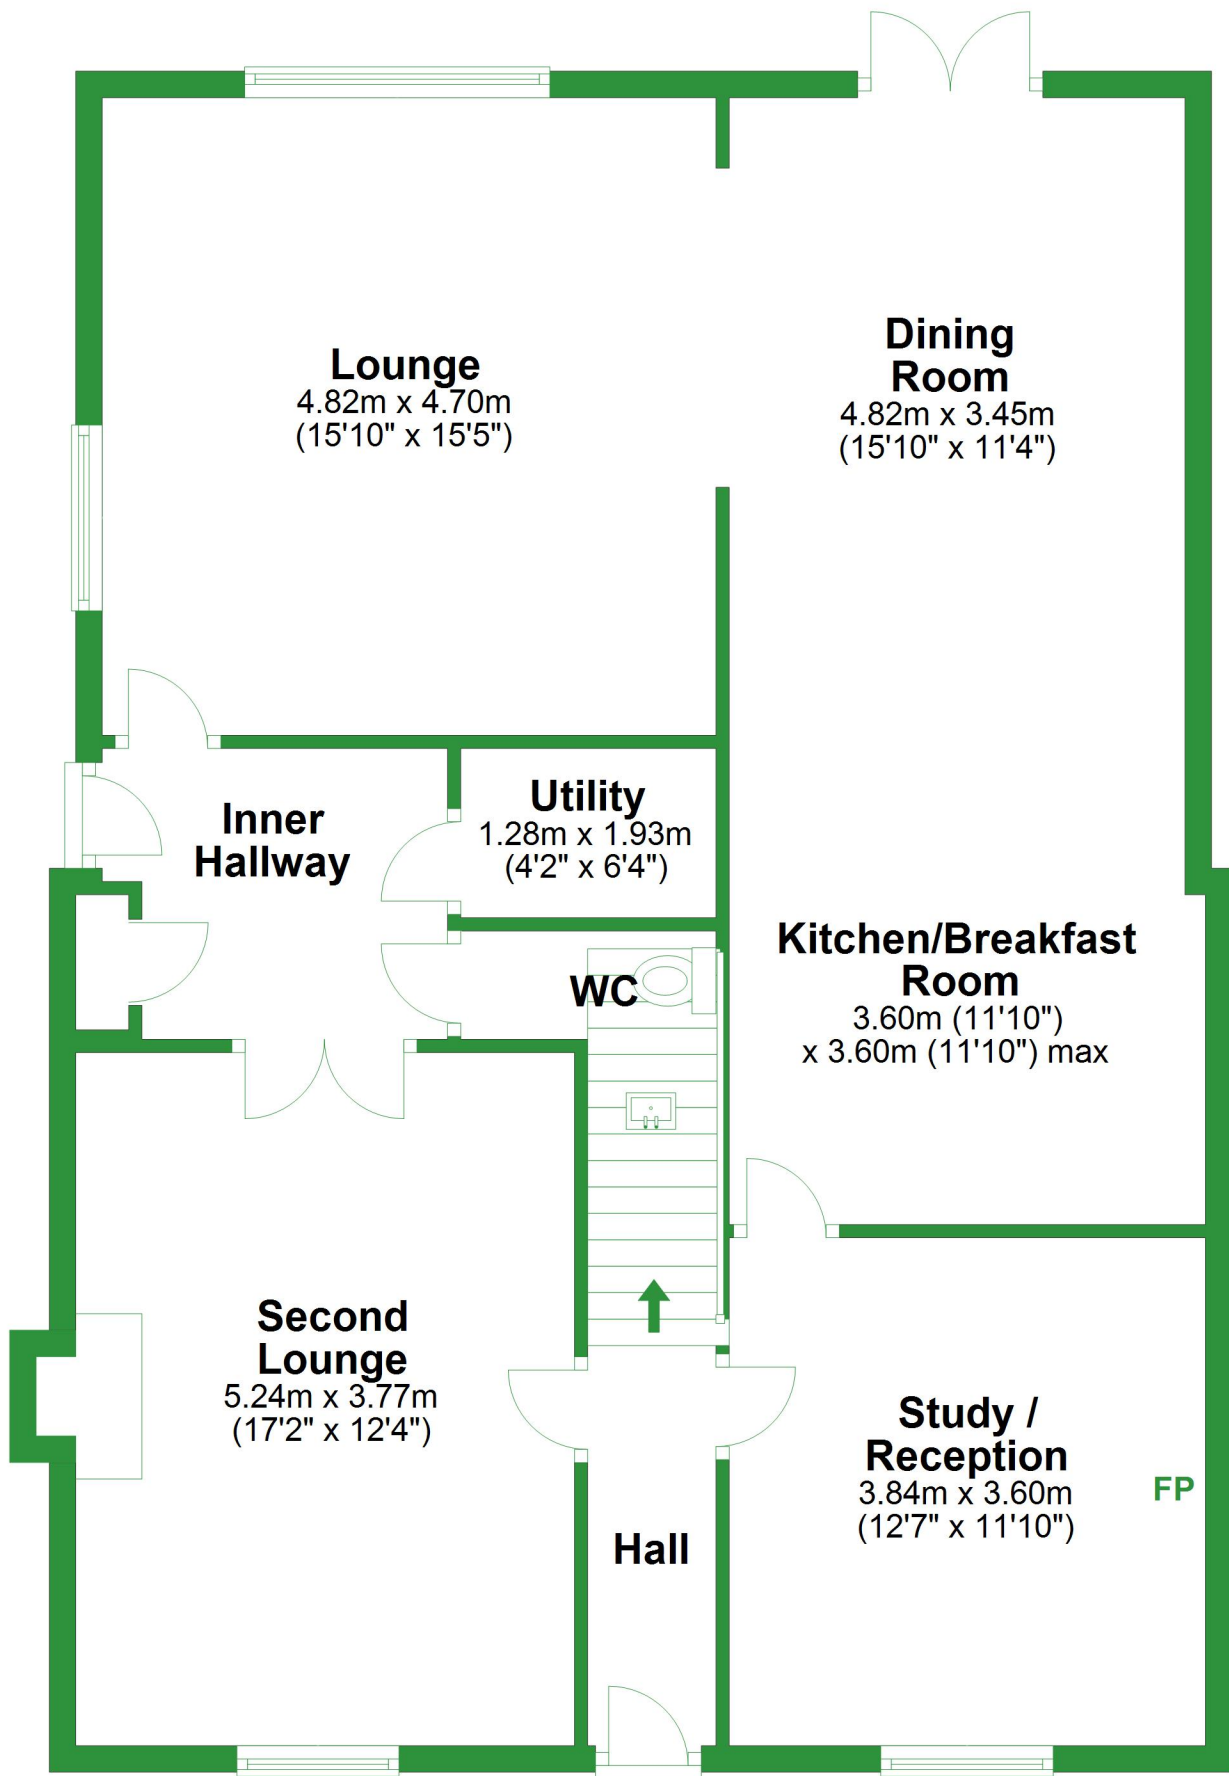 Lounge
4.82m x 4.70m
(15'10" x 15'5")
Dining
Room
4.82m x 3.45m
(15'10" x 11'4")
Inner
Hallway
Utility
1.28m x 1.93m
(4'2" x 6'4")
WC
Kitchen/Breakfast
Room
3.60m (11'10")
x 3.60m (11'10") max
Second
Lounge
5.24m x 3.77m
(17'2" x 12'4")
Hall
Study /
Reception
3.84m x 3.60m
(12'7" x 11'10")
FP